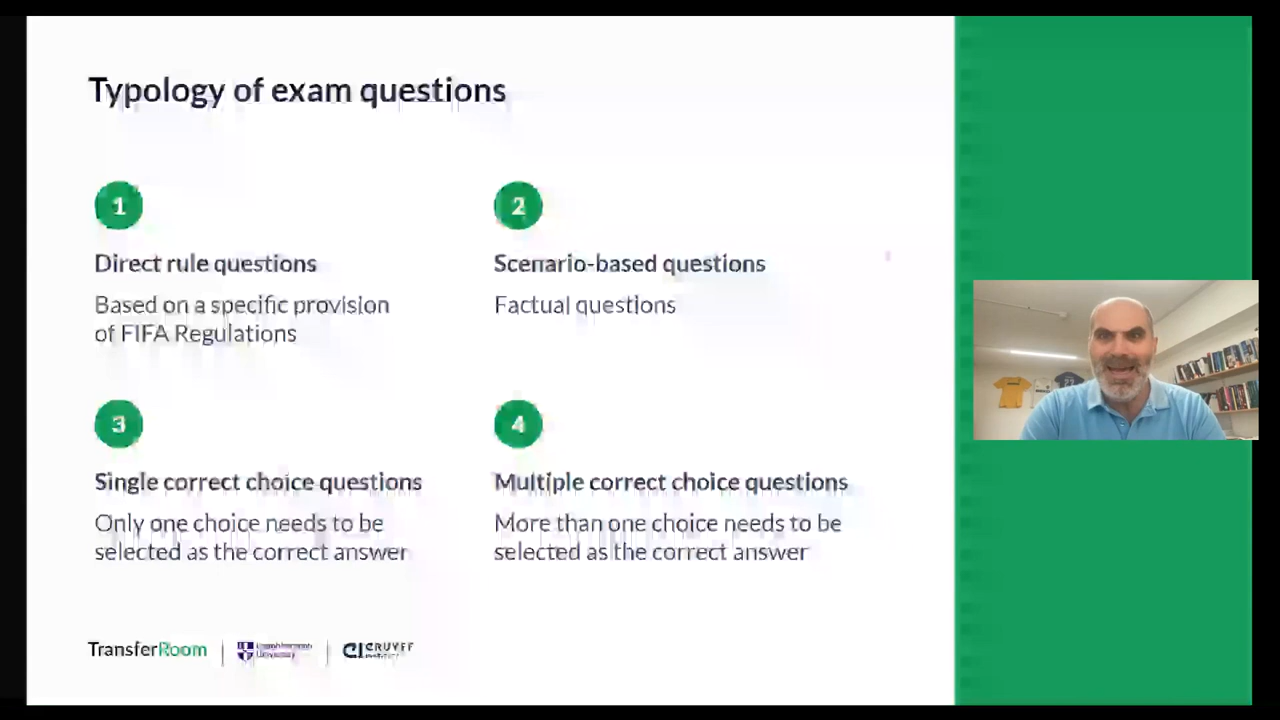 Typology of exam questions
1
Direct rule questions
Based on a specific provision
of FIFA Regulations
2
Scenario-based questions
Factual questions
3
Single correct choice questions
Only one choice needs to be
selected as the correct answer
4
Multiple correct choice questions
More than one choice needs to be
selected as the correct answer
TransferRoom
University
CRUYFF